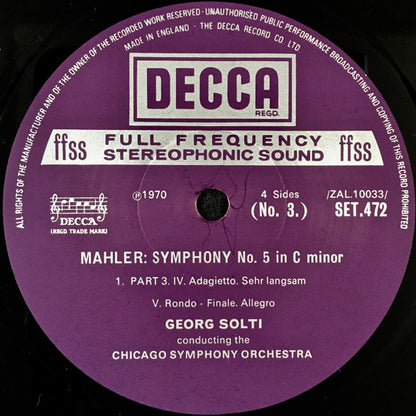 ALL RIGHTS OF THE MANUFACTURER AND OF THE OWNER OF THE RECORDED WORK RESERVED · UNAUTHORISED PUBLIC PERFORMANCE BROADCASTING AND COPYING OF THIS RECORD PROHIBITED
MADE IN ENGLAND · THE DECCA RECORD CO LTD
DECCA
REGD.
ffss FULL FREQUENCY STEREOPHONIC SOUND ffss
DECCA
(REGD TRADE MARK)
℗1970
4 Sides
(No. 3.)
/ZAL.10033/
SET.472
MAHLER: SYMPHONY No. 5 in C minor
1. PART 3. IV. Adagietto. Sehr langsam
V. Rondo - Finale. Allegro
GEORG SOLTI
conducting the
CHICAGO SYMPHONY ORCHESTRA